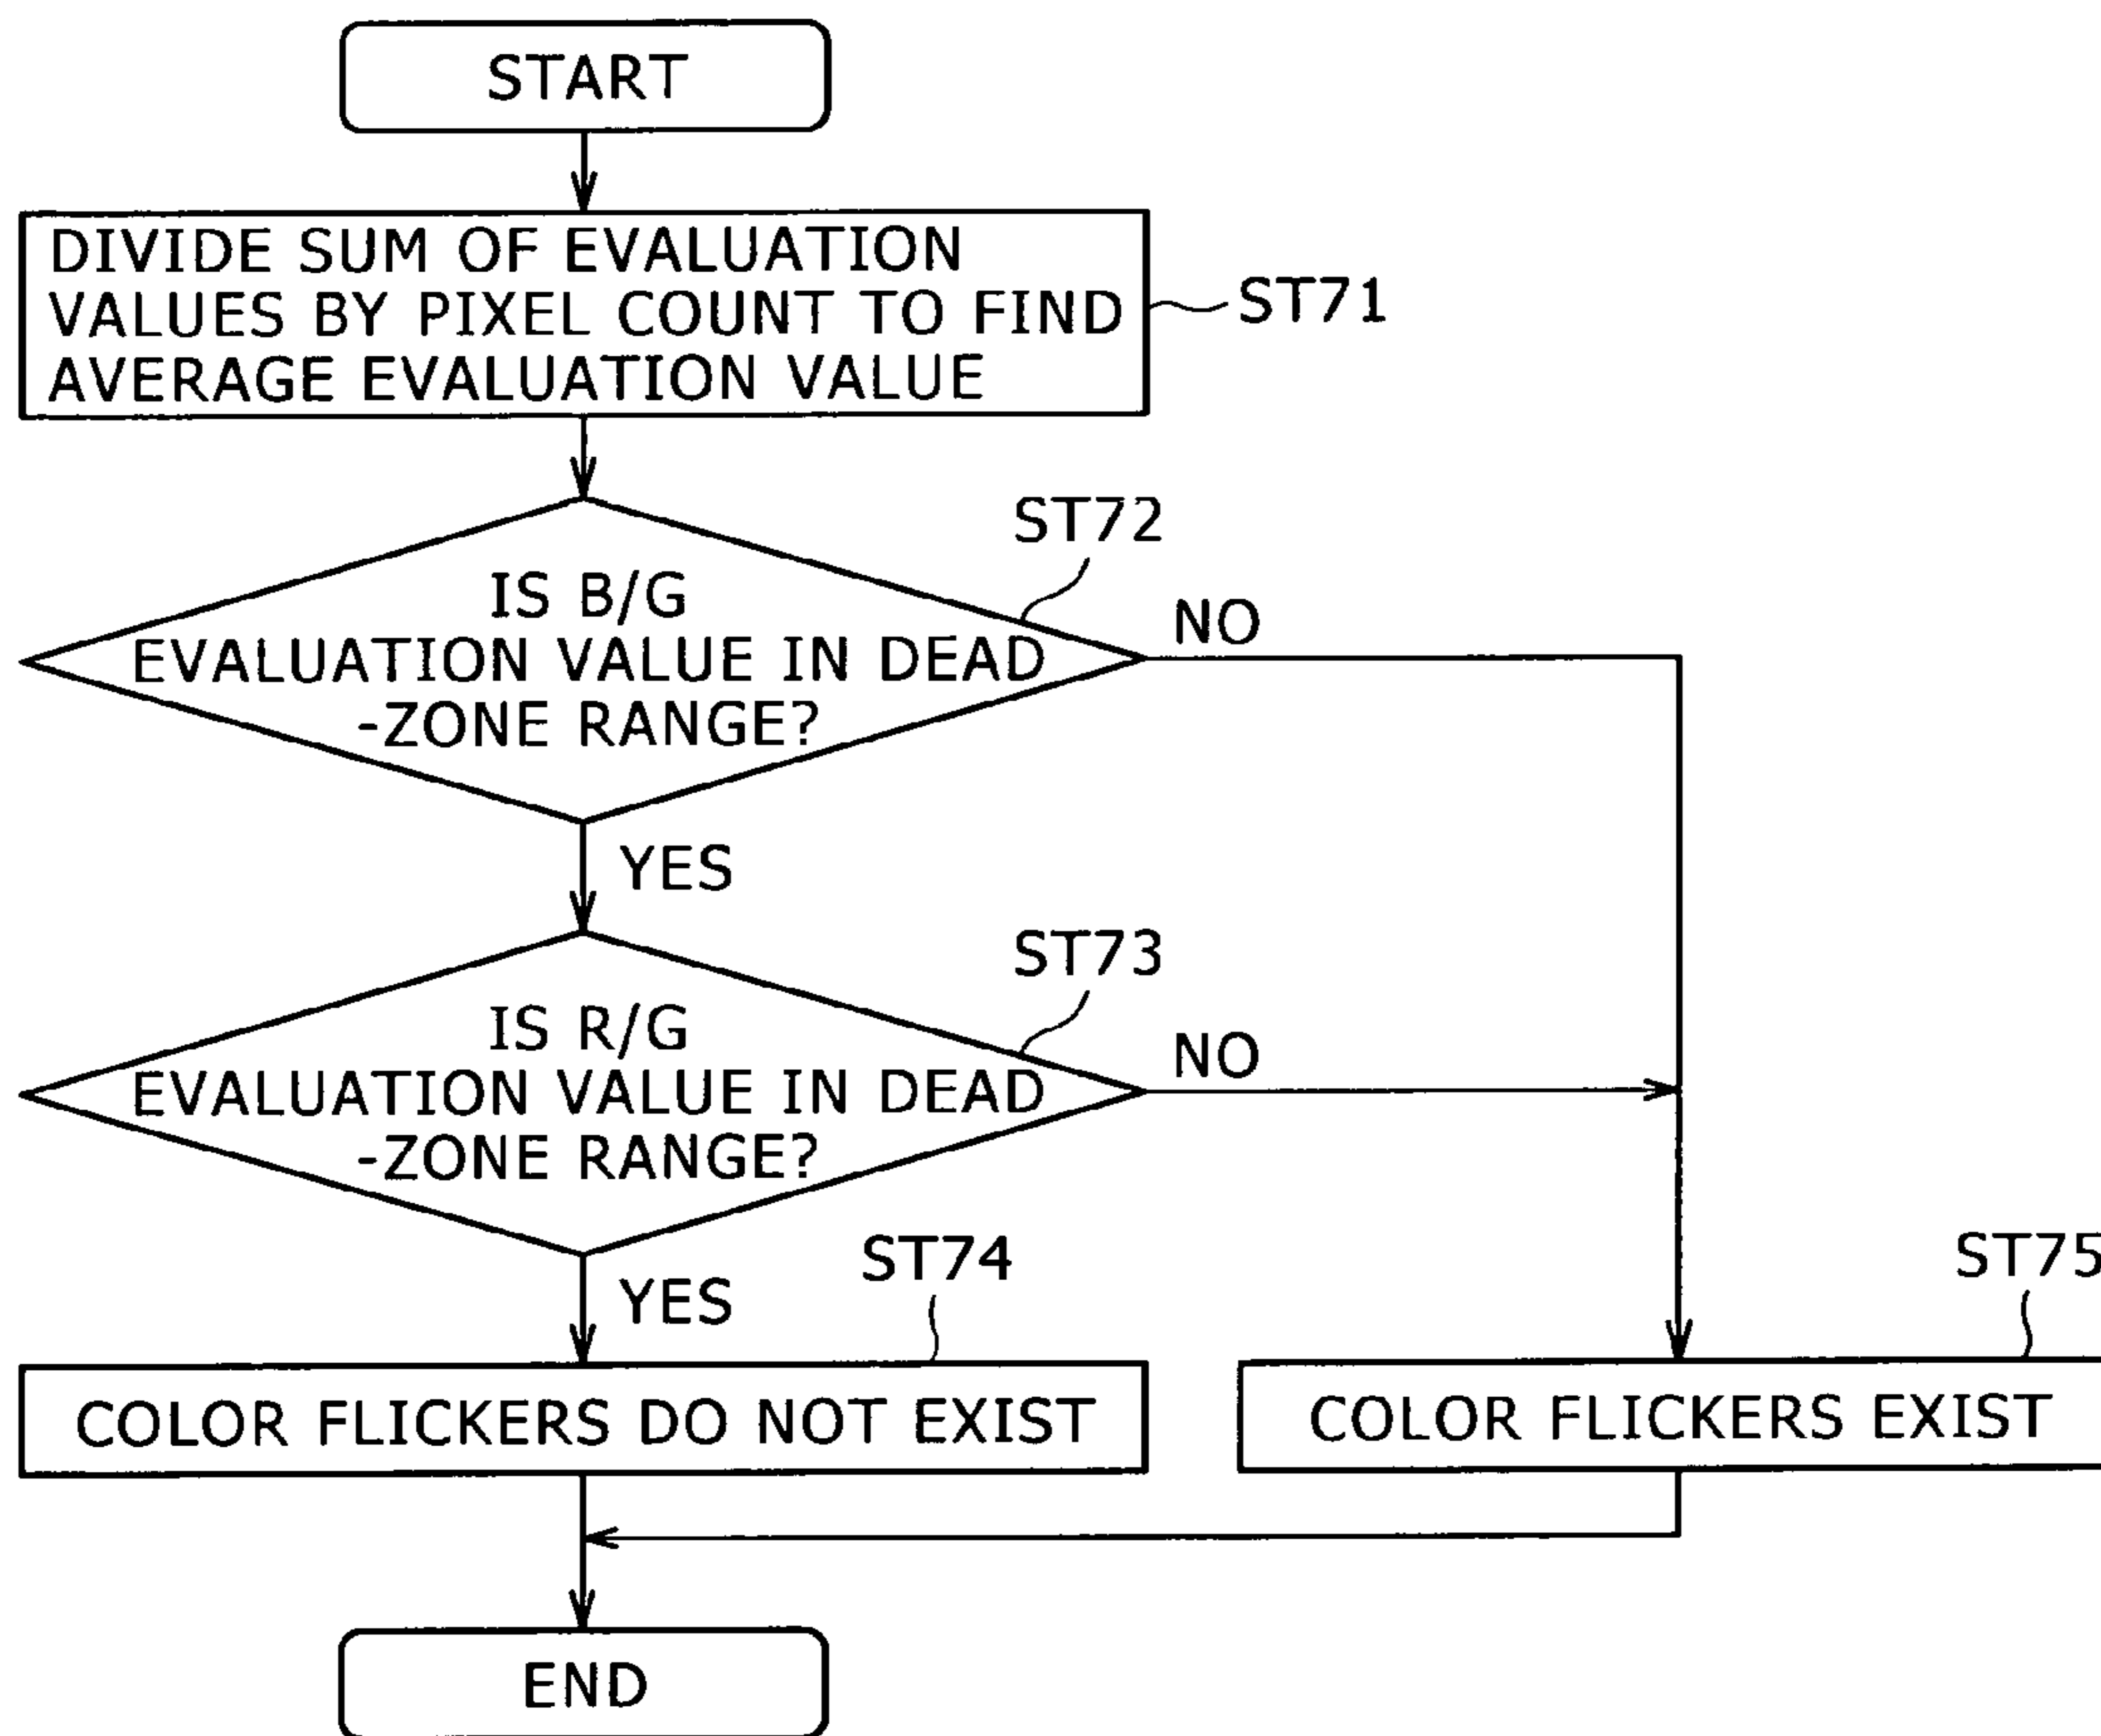 START
DIVIDE SUM OF EVALUATION
VALUES BY PIXEL COUNT TO FIND
AVERAGE EVALUATION VALUE
ST71
ST72
IS B/G
EVALUATION VALUE IN DEAD
-ZONE RANGE?
NO
YES
ST73
IS R/G
EVALUATION VALUE IN DEAD
-ZONE RANGE?
NO
YES
ST74
COLOR FLICKERS DO NOT EXIST
ST75
COLOR FLICKERS EXIST
END